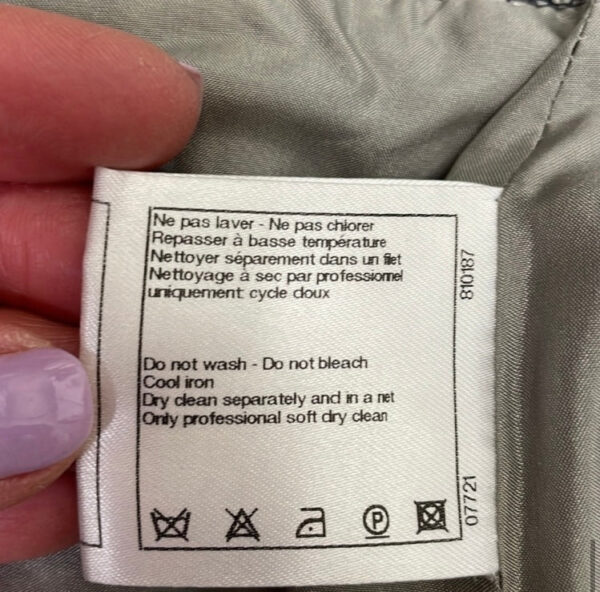 Ne pas laver - Ne pas chlorer
Repasser à basse température
Nettoyer séparement dans un filet
Nettoyage à sec par professionnel
uniquement: cycle doux
810187
Do not wash - Do not bleach
Cool iron
Dry clean separately and in a net
Only professional soft dry clean
07721
P